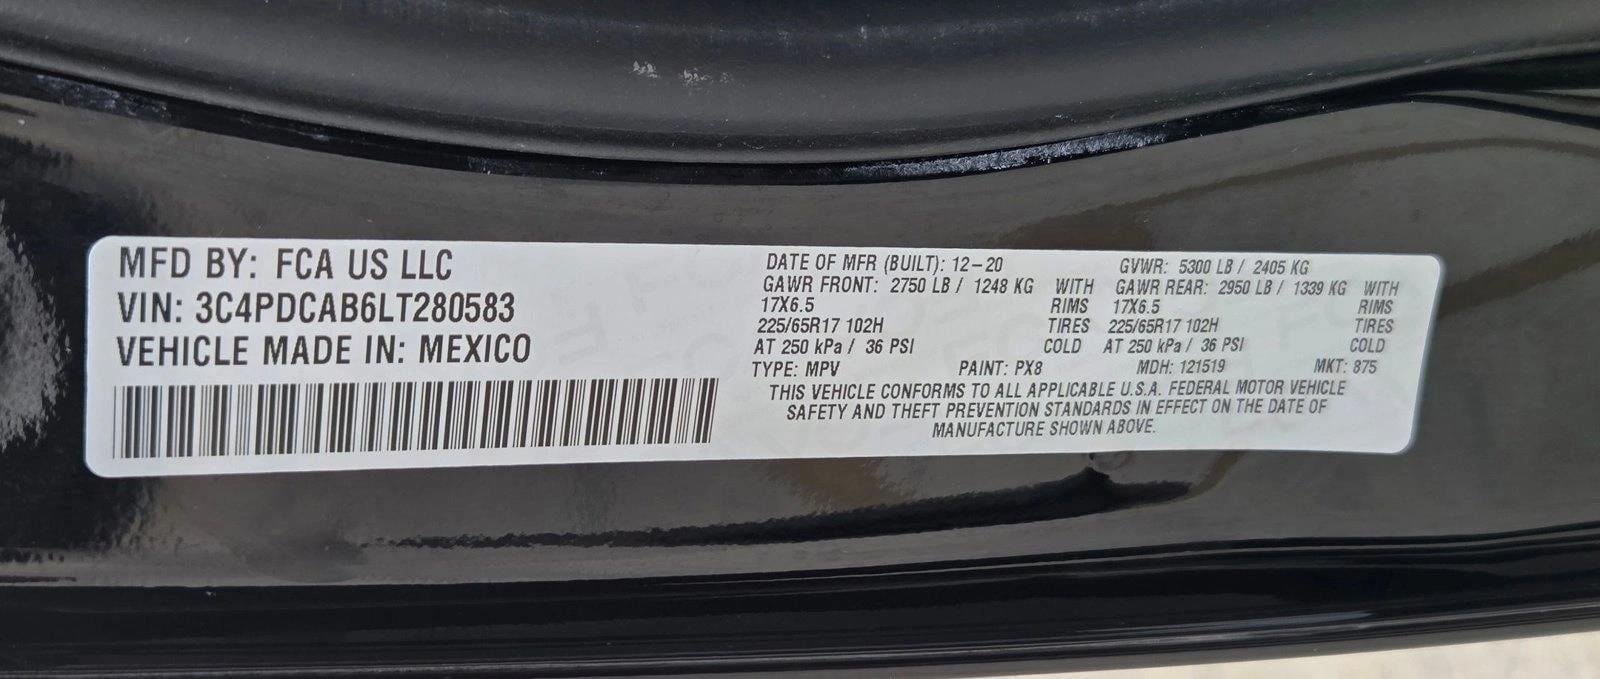 MFD BY: FCA US LLC
VIN: 3C4PDCAB6LT280583
VEHICLE MADE IN: MEXICO
DATE OF MFR (BUILT): 12-20 GVWR: 5300 LB / 2405 KG
GAWR FRONT: 2750 LB / 1248 KG WITH GAWR REAR: 2950 LB / 1339 KG WITH
17X6.5 RIMS 17X6.5 RIMS
225/65R17 102H TIRES 225/65R17 102H TIRES
AT 250 kPa / 36 PSI COLD AT 250 kPa / 36 PSI COLD
TYPE: MPV PAINT: PX8 MDH: 121519 MKT: 875
THIS VEHICLE CONFORMS TO ALL APPLICABLE U.S.A. FEDERAL MOTOR VEHICLE
SAFETY AND THEFT PREVENTION STANDARDS IN EFFECT ON THE DATE OF
MANUFACTURE SHOWN ABOVE.